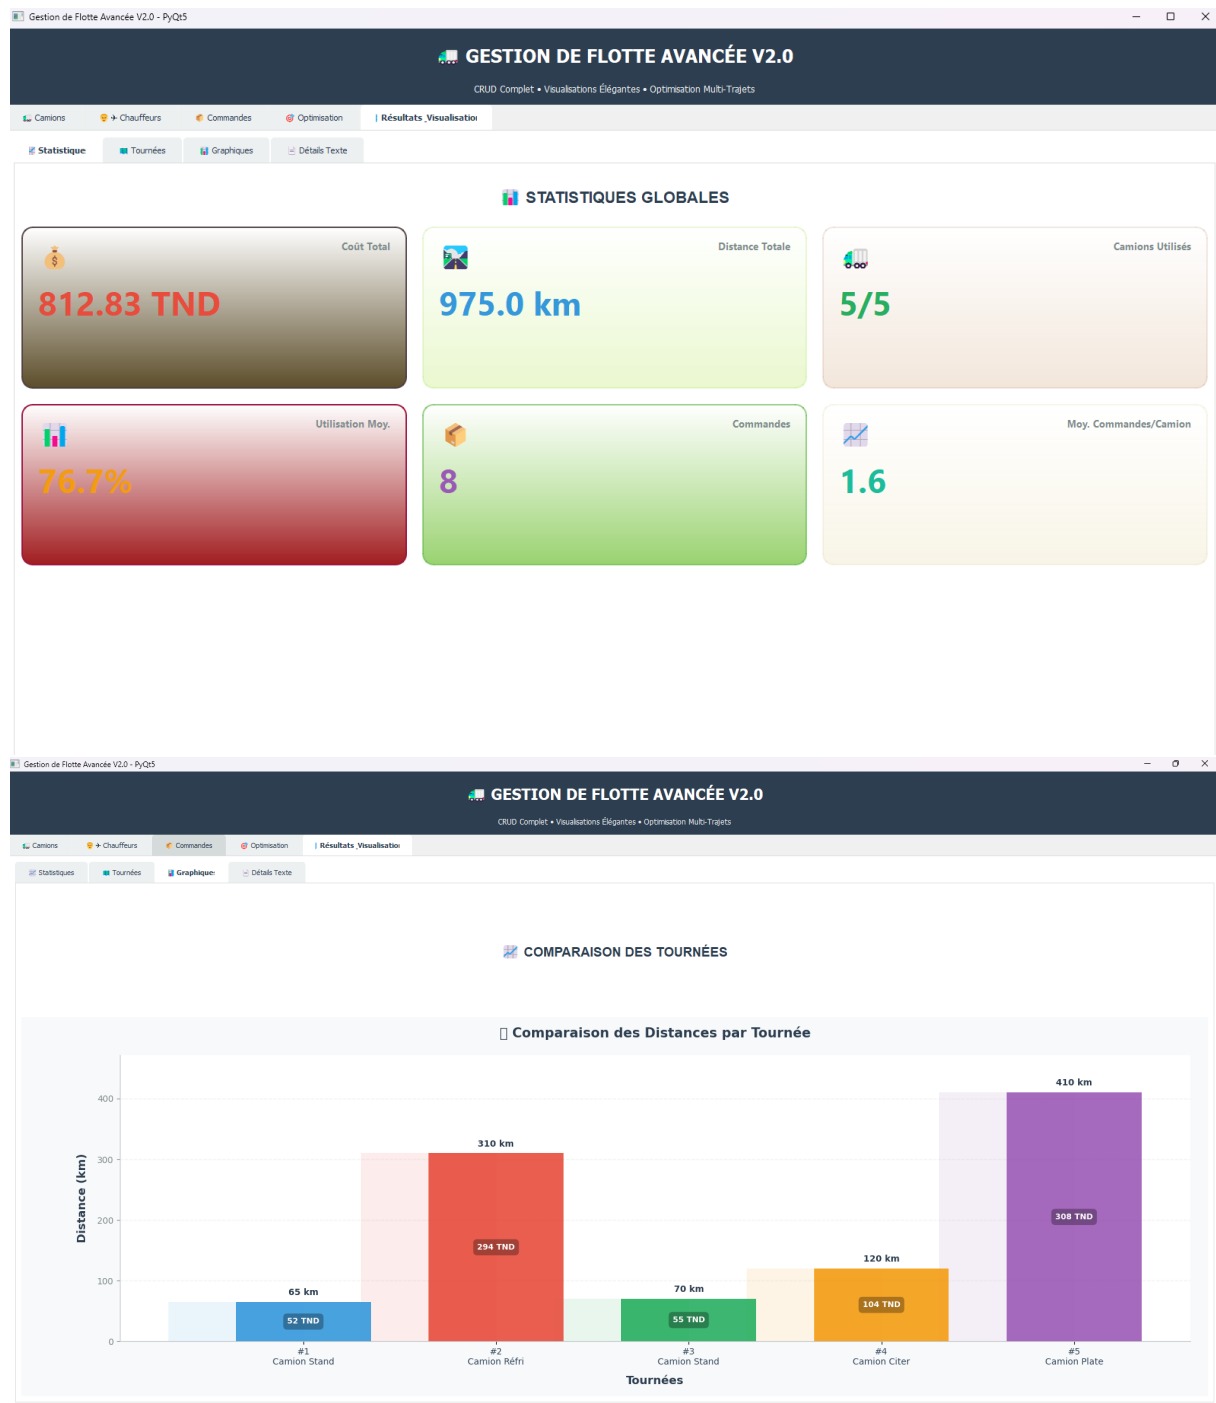 Gestion de Flotte Avancée V2.0 - PyQt5
GESTION DE FLOTTE AVANCÉE V2.0
CRUD Complet • Visualisations Élégantes • Optimisation Multi-Trajets
Camions Chauffeurs Commandes Optimisation Résultats _Visualisation
Statistique Tournées Graphiques Détails Texte
STATISTIQUES GLOBALES
Coût Total
812.83 TND
Distance Totale
975.0 km
Camions Utilisés
5/5
Utilisation Moy.
76.7%
Commandes
8
Moy. Commandes/Camion
1.6
Gestion de Flotte Avancée V2.0 - PyQt5
GESTION DE FLOTTE AVANCÉE V2.0
CRUD Complet • Visualisations Élégantes • Optimisation Multi-Trajets
Camions Chauffeurs Commandes Optimisation Résultats _Visualisation
Statistiques Tournées Graphique Détails Texte
COMPARAISON DES TOURNÉES
Comparaison des Distances par Tournée
Distance (km)
400
300
200
100
0
65 km
52 TND
310 km
294 TND
70 km
55 TND
120 km
104 TND
410 km
308 TND
#1
Camion Stand
#2
Camion Réfri
#3
Camion Stand
#4
Camion Citer
#5
Camion Plate
Tournées